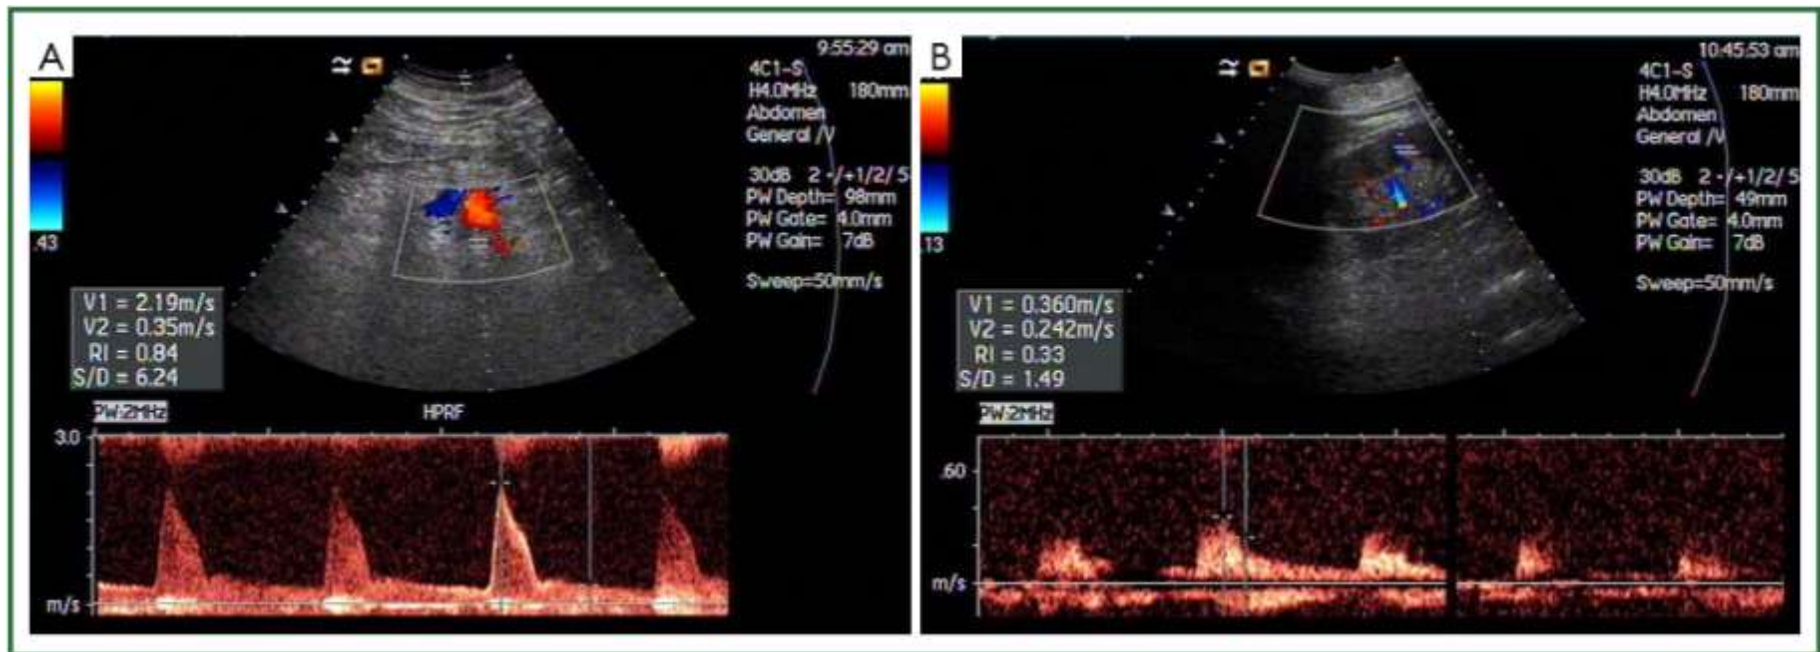 A
9:55:29 am
4C1-S
H4.0MHz 180mm
Abdomen
General /V
30dB 2 -/+1/2/ 5
PW Depth= 98mm
PW Gate= 4.0mm
PW Gain= 7dB
Sweep=50mm/s
.43
V1 = 2.19m/s
V2 = 0.35m/s
RI = 0.84
S/D = 6.24
PW:2MHz
HPRF
3.0
m/s
B
10:45:53 am
4C1-S
H4.0MHz 180mm
Abdomen
General /V
30dB 2 -/+1/2/ 5
PW Depth= 49mm
PW Gate= 4.0mm
PW Gain= 7dB
Sweep=50mm/s
.13
V1 = 0.360m/s
V2 = 0.242m/s
RI = 0.33
S/D = 1.49
PW:2MHz
.60
m/s